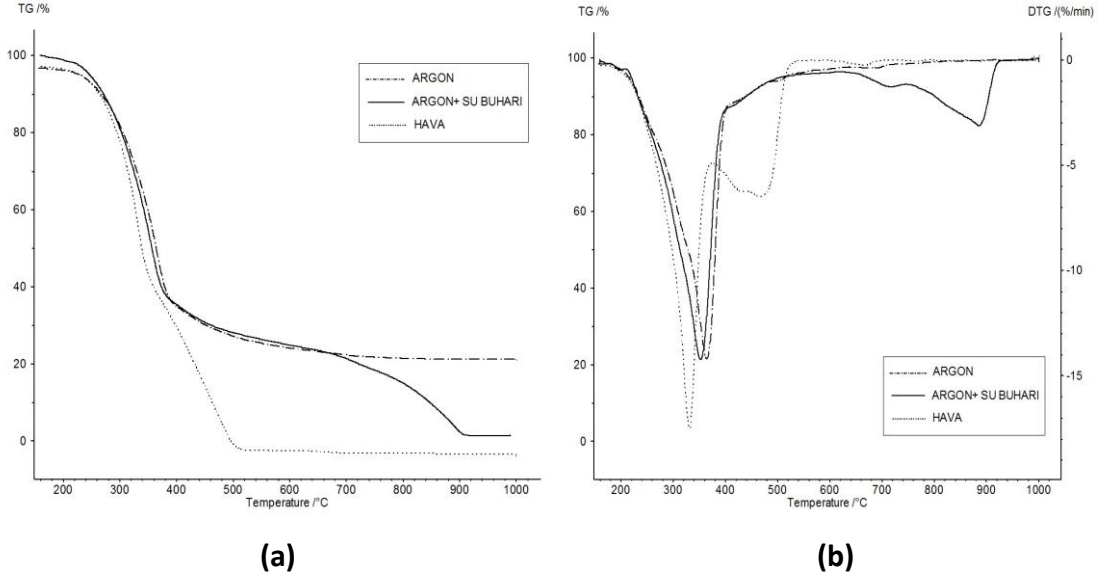 TG /%
100
80
60
40
20
0
200 300 400 500 600 700 800 900 1000
Temperature /°C
ARGON
ARGON+ SU BUHARI
HAVA
(a)
TG /%
DTG /(%/min)
100
80
60
40
20
0
0
-5
-10
-15
200 300 400 500 600 700 800 900 1000
Temperature /°C
ARGON
ARGON+ SU BUHARI
HAVA
(b)